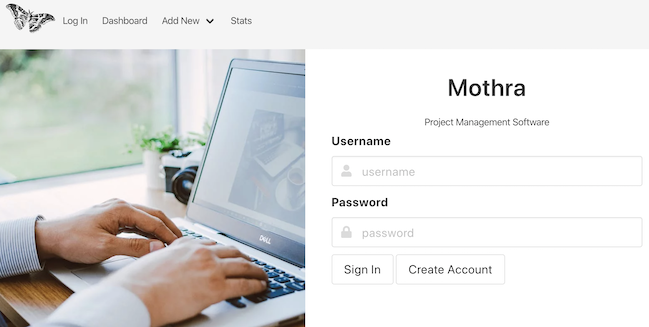 Log In Dashboard Add New Stats
Mothra
Project Management Software
Username
username
Password
password
Sign In Create Account
DELL